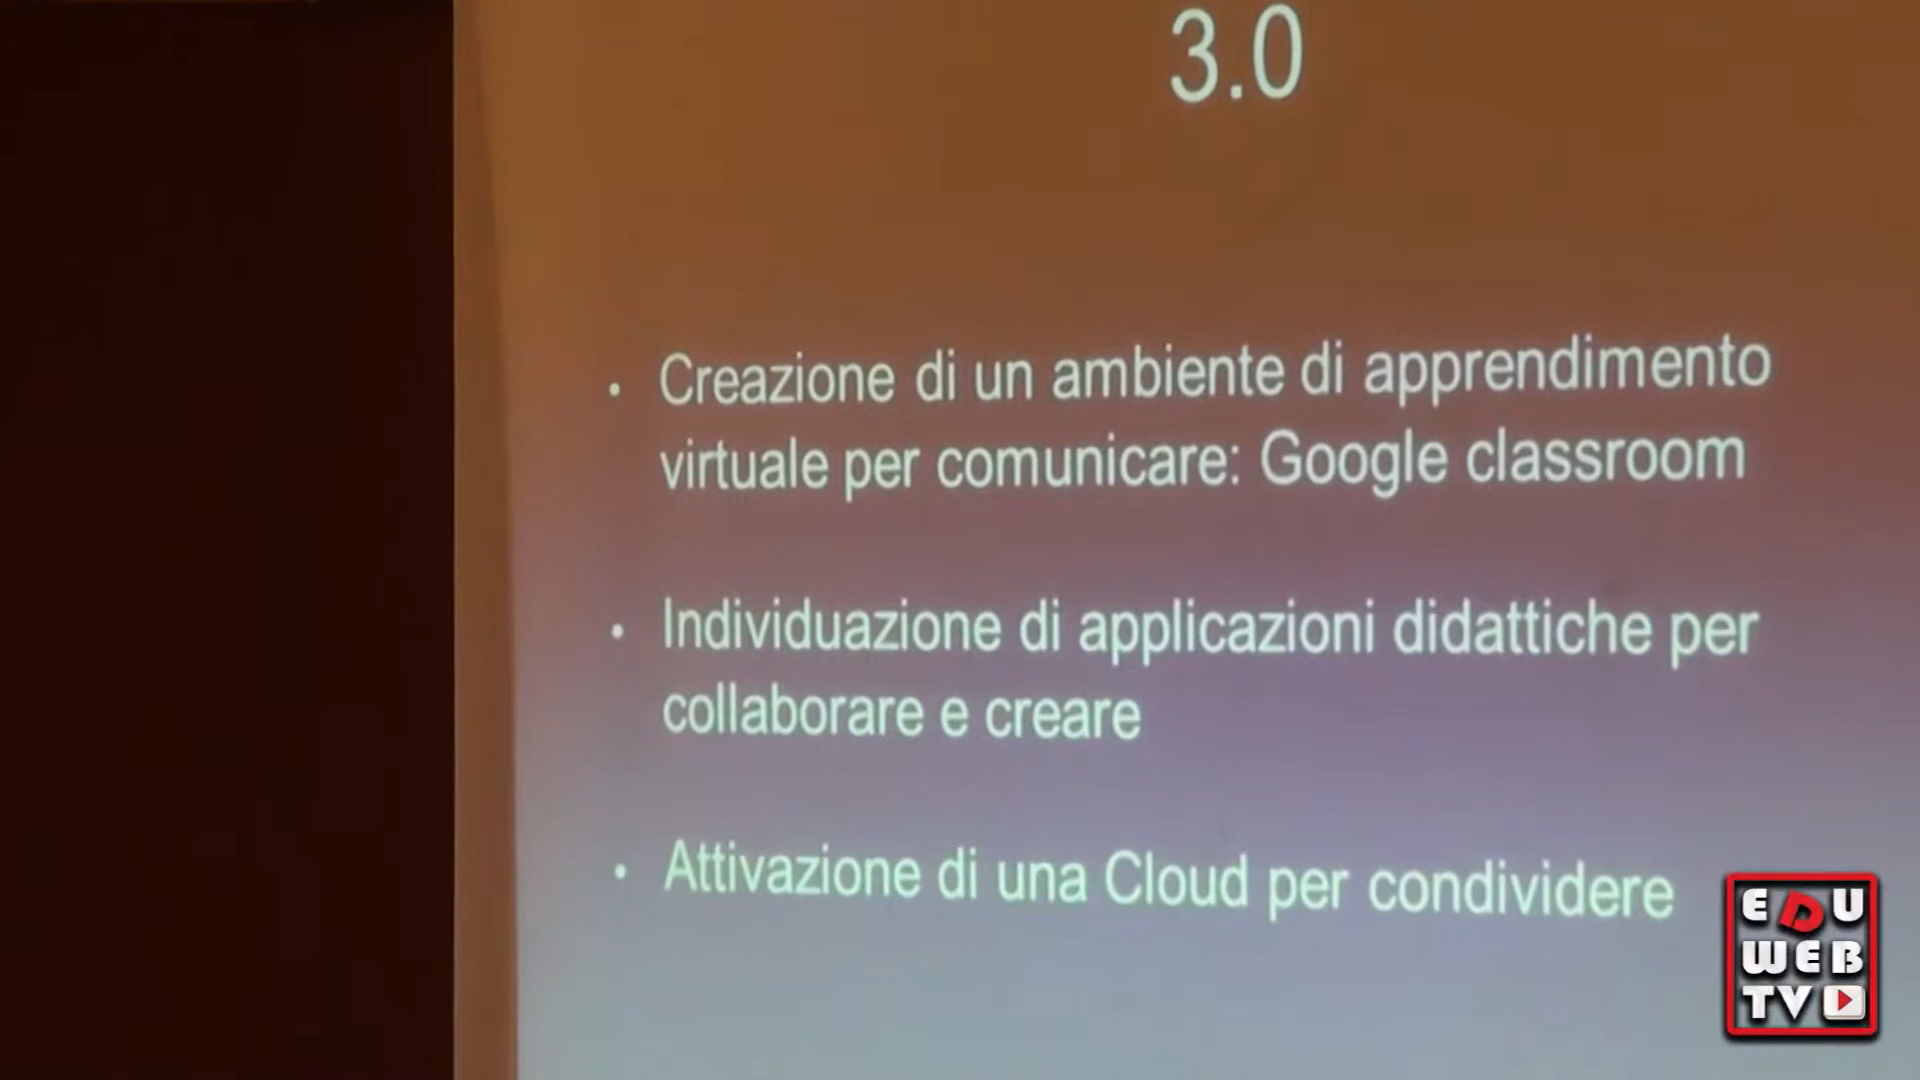 3.0
• Creazione di un ambiente di apprendimento
virtuale per comunicare: Google classroom
• Individuazione di applicazioni didattiche per
collaborare e creare
• Attivazione di una Cloud per condividere
EDU
WEB
TV